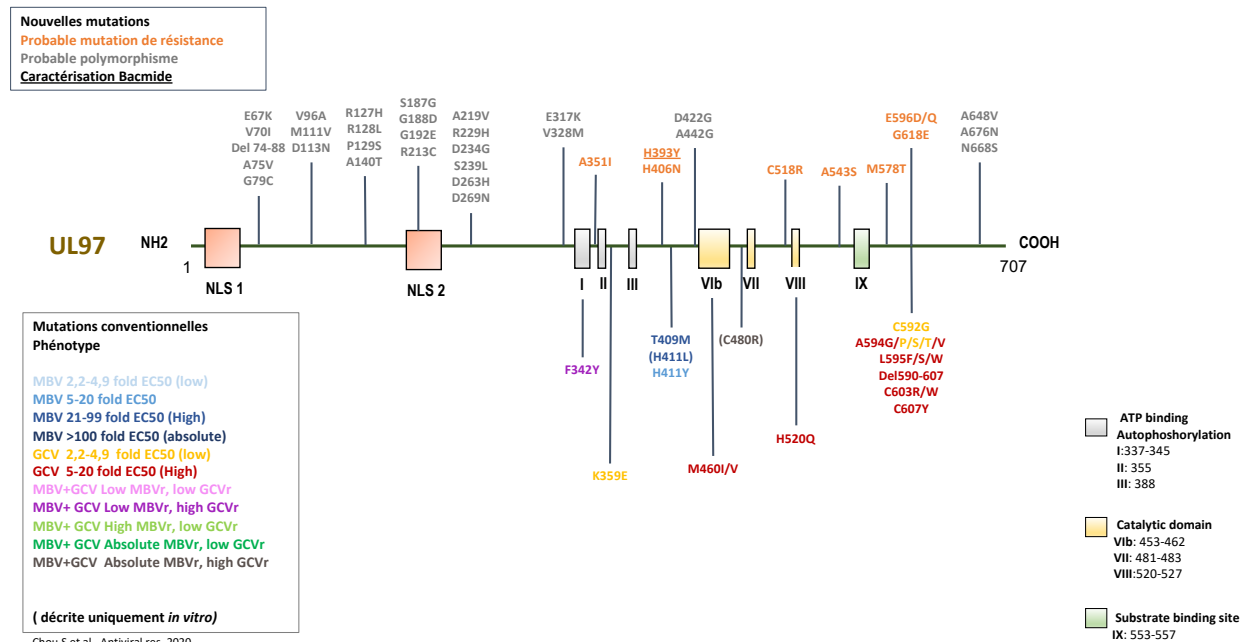 Nouvelles mutations
Probable mutation de résistance
Probable polymorphisme
Caractérisation Bacmide
E67K
V70I
Del 74-88
A75V
G79C
V96A
M111V
D113N
R127H
R128L
P129S
A140T
S187G
G188D
G192E
R213C
A219V
R229H
D234G
S239L
D263H
D269N
E317K
V328M
A351I
H393Y
H406N
D422G
A442G
C518R
A543S
M578T
E596D/Q
G618E
A648V
A676N
N668S
UL97
NH2
COOH
1
707
NLS 1
NLS 2
I
II
III
VIb
VII
VIII
IX
F342Y
K359E
T409M
(H411L)
H411Y
M460I/V
(C480R)
H520Q
C592G
A594G/P/S/T/V
L595F/S/W
Del590-607
C603R/W
C607Y
Mutations conventionnelles
Phénotype
MBV 2,2-4,9 fold EC50 (low)
MBV 5-20 fold EC50
MBV 21-99 fold EC50 (High)
MBV >100 fold EC50 (absolute)
GCV 2,2-4,9 fold EC50 (low)
GCV 5-20 fold EC50 (High)
MBV+GCV Low MBVr, low GCVr
MBV+ GCV Low MBVr, high GCVr
MBV+ GCV High MBVr, low GCVr
MBV+ GCV Absolute MBVr, low GCVr
MBV+GCV Absolute MBVr, high GCVr
( décrite uniquement in vitro)
Chou S et al., Antiviral res, 2020
ATP binding
Autophoshorylation
I:337-345
II: 355
III: 388
Catalytic domain
VIb: 453-462
VII: 481-483
VIII:520-527
Substrate binding site
IX: 553-557